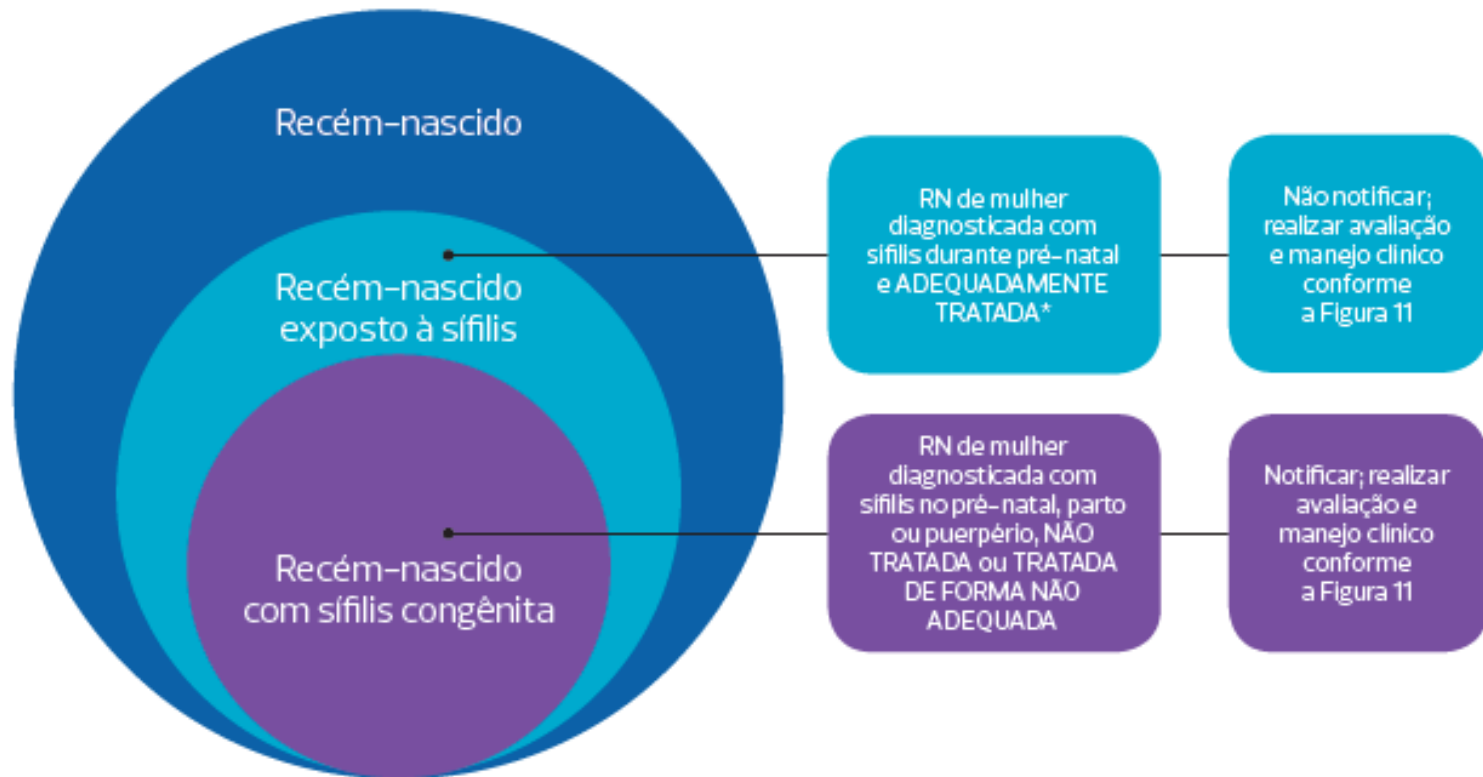 Recém-nascido
Recém-nascido
exposto à sífilis
Recém-nascido
com sífilis congênita
RN de mulher
diagnosticada com
sífilis durante pré-natal
e ADEQUADAMENTE
TRATADA*
Não notificar;
realizar avaliação
e manejo clínico
conforme
a Figura 11
RN de mulher
diagnosticada com
sífilis no pré-natal, parto
ou puerpério, NÃO
TRATADA ou TRATADA
DE FORMA NÃO
ADEQUADA
Notificar; realizar
avaliação e
manejo clínico
conforme
a Figura 11